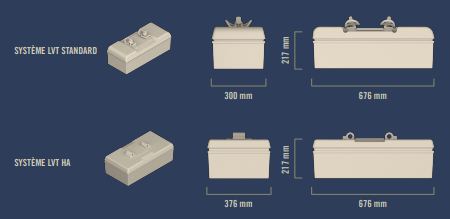 SYSTÈME LVT STANDARD
217 mm
300 mm
676 mm
SYSTÈME LVT HA
217 mm
376 mm
676 mm